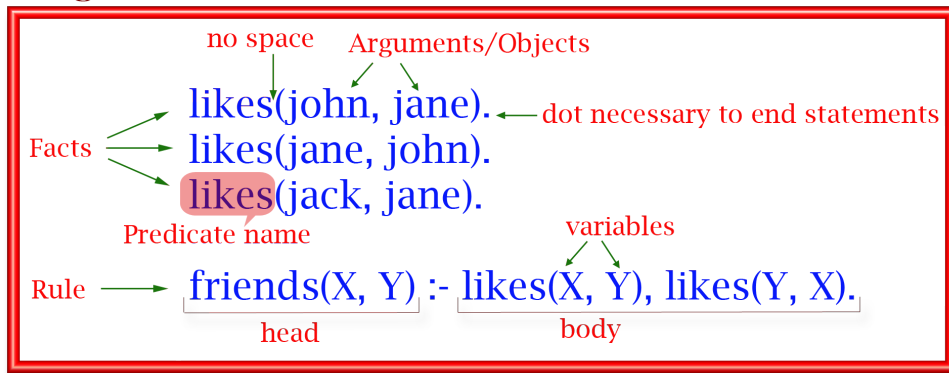 no space
Arguments/Objects
likes(john, jane).
dot necessary to end statements
Facts
likes(jane, john).
likes(jack, jane).
Predicate name
variables
Rule
friends(X, Y) :- likes(X, Y), likes(Y, X).
head
body